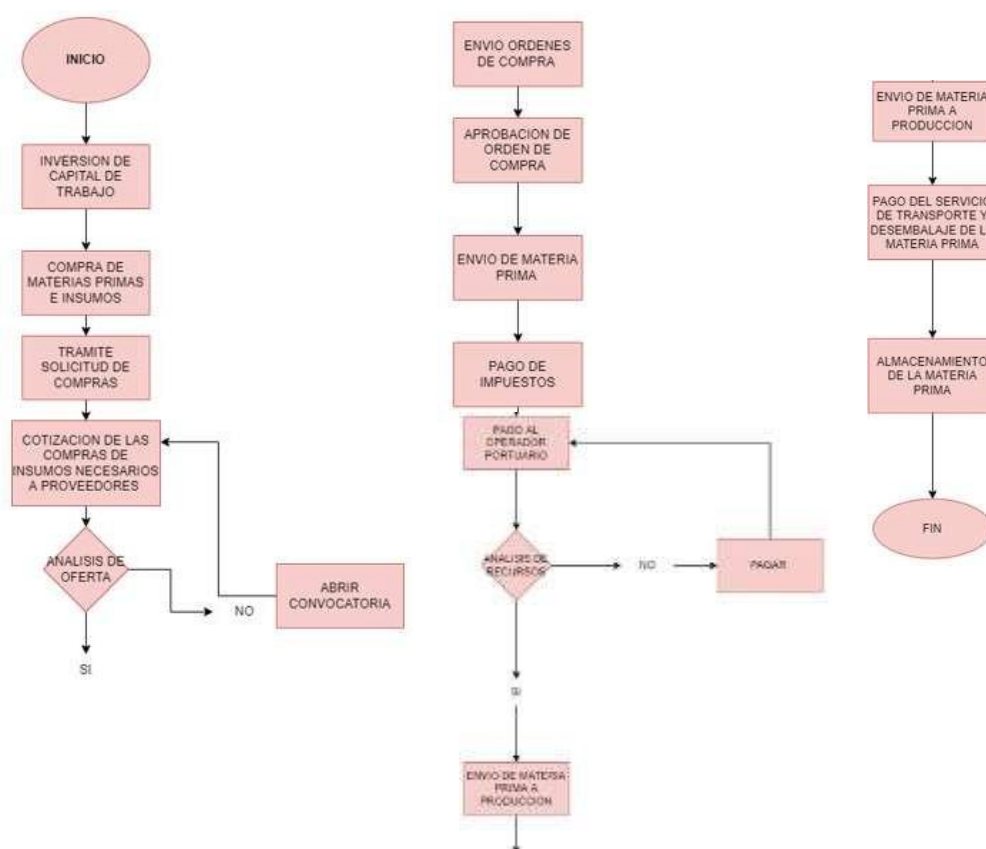 INICIO
INVERSION DE
CAPITAL DE
TRABAJO
COMPRA DE
MATERIAS PRIMAS
E INSUMOS
TRAMITE
SOLICITUD DE
COMPRAS
COTIZACION DE LAS
COMPRAS DE
INSUMOS NECESARIOS
A PROVEEDORES
ANALISIS DE
OFERTA
NO
ABRIR
CONVOCATORIA
SI
ENVIO ORDENES
DE COMPRA
APROBACION DE
ORDEN DE
COMPRA
ENVIO DE MATERIA
PRIMA
PAGO DE
IMPUESTOS
PAGO AL
OPERADOR
PORTUARIO
ANALISIS DE
RECURSOS
NO
PAGAR
SI
ENVIO DE MATERIA
PRIMA A
PRODUCCION
ENVIO DE MATERIA
PRIMA A
PRODUCCION
PAGO DEL SERVICIO
DE TRANSPORTE Y
DESEMBALAJE DE L
MATERIA PRIMA
ALMACENAMIENTO
DE LA MATERIA
PRIMA
FIN